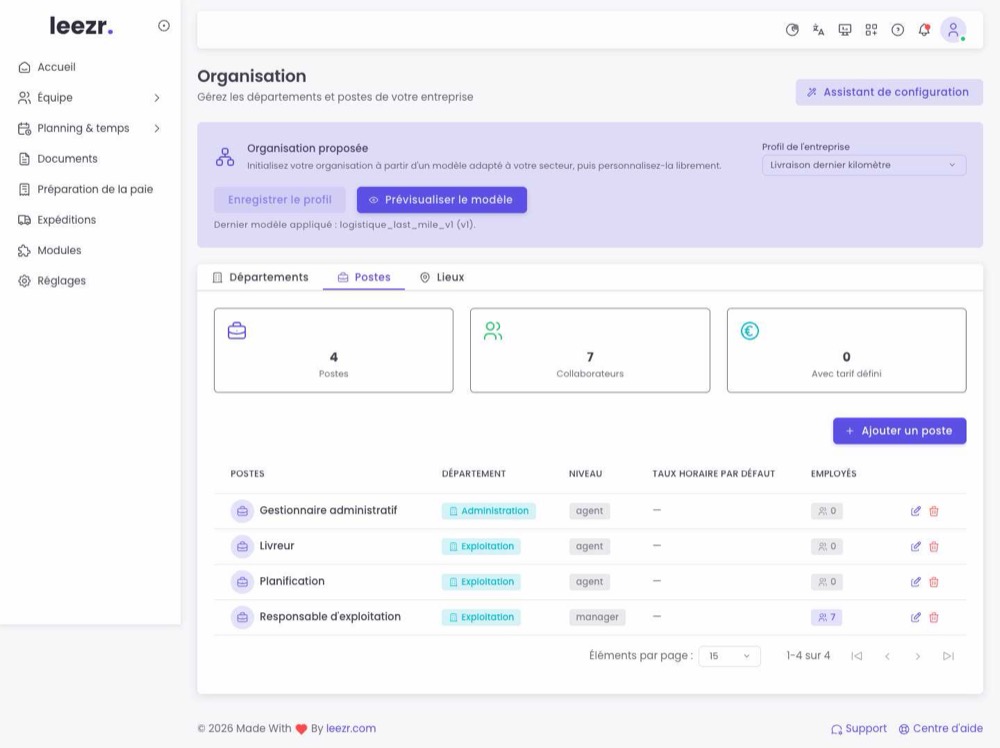 leezr.
Accueil
Équipe
Planning & temps
Documents
Préparation de la paie
Expéditions
Modules
Réglages
Organisation
Gérez les départements et postes de votre entreprise
Assistant de configuration
Organisation proposée
Initialisez votre organisation à partir d'un modèle adapté à votre secteur, puis personnalisez-la librement.
Profil de l'entreprise
Livraison dernier kilomètre
Enregistrer le profil
Prévisualiser le modèle
Dernier modèle appliqué : logistique_last_mile_v1 (v1).
Départements Postes Lieux
4
Postes
7
Collaborateurs
0
Avec tarif défini
+ Ajouter un poste
POSTES DÉPARTEMENT NIVEAU TAUX HORAIRE PAR DÉFAUT EMPLOYÉS
Gestionnaire administratif Administration agent — 0
Livreur Exploitation agent — 0
Planification Exploitation agent — 0
Responsable d'exploitation Exploitation manager — 7
Éléments par page : 15 1-4 sur 4
© 2026 Made With ❤ By leezr.com
Support Centre d'aide